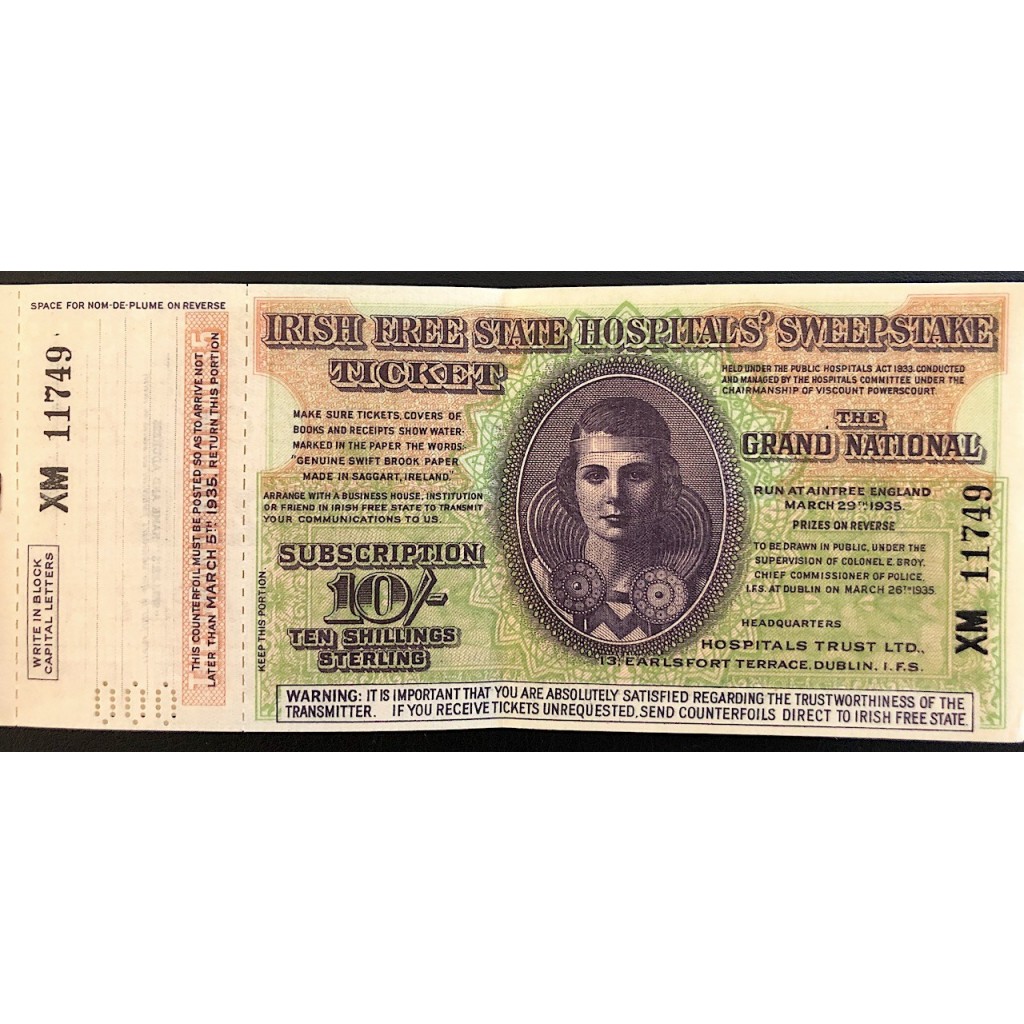 SPACE FOR NOM-DE-PLUME ON REVERSE
XM 11749
WRITE IN BLOCK
CAPITAL LETTERS
THIS COUNTERFOIL MUST BE POSTED SO AS TO ARRIVE NOT
LATER THAN MARCH 5TH 1935. RETURN THIS PORTION
000
KEEP THIS PORTION
IRISH FREE STATE HOSPITALS' SWEEPSTAKE
TICKET
MAKE SURE TICKETS, COVERS OF
BOOKS AND RECEIPTS SHOW WATER-
MARKED IN THE PAPER THE WORDS:
"GENUINE SWIFT BROOK PAPER
MADE IN SAGGART, IRELAND."
ARRANGE WITH A BUSINESS HOUSE, INSTITUTION
OR FRIEND IN IRISH FREE STATE TO TRANSMIT
YOUR COMMUNICATIONS TO US.
SUBSCRIPTION
10/-
TEN SHILLINGS
STERLING
HELD UNDER THE PUBLIC HOSPITALS ACT 1933. CONDUCTED
AND MANAGED BY THE HOSPITALS COMMITTEE UNDER THE
CHAIRMANSHIP OF VISCOUNT POWERSCOURT.
THE
GRAND NATIONAL
RUN AT AINTREE ENGLAND
MARCH 29TH 1935.
PRIZES ON REVERSE
TO BE DRAWN IN PUBLIC, UNDER THE
SUPERVISION OF COLONEL E. BROY,
CHIEF COMMISSIONER OF POLICE,
I.F.S. AT DUBLIN ON MARCH 26TH 1935.
HEADQUARTERS
HOSPITALS TRUST LTD.,
13, EARLSFORT TERRACE, DUBLIN. I.F.S.
XM 11749
WARNING: IT IS IMPORTANT THAT YOU ARE ABSOLUTELY SATISFIED REGARDING THE TRUSTWORTHINESS OF THE
TRANSMITTER. IF YOU RECEIVE TICKETS UNREQUESTED, SEND COUNTERFOILS DIRECT TO IRISH FREE STATE.